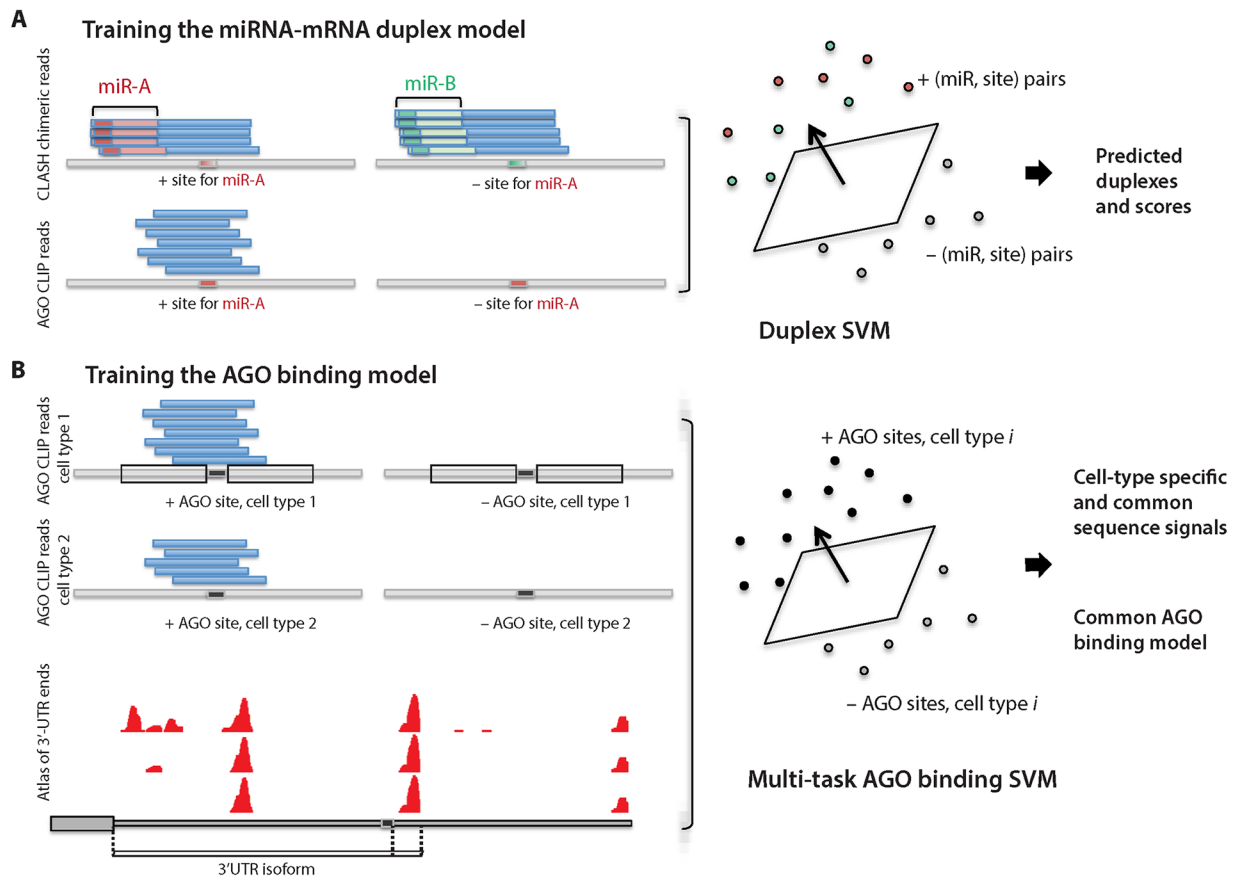 A
Training the miRNA-mRNA duplex model
CLASH chimeric reads
miR-A
miR-B
+ site for miR-A
– site for miR-A
AGO CLIP reads
+ site for miR-A
– site for miR-A
+ (miR, site) pairs
– (miR, site) pairs
Duplex SVM
Predicted
duplexes
and scores
B
Training the AGO binding model
AGO CLIP reads
cell type 1
+ AGO site, cell type 1
– AGO site, cell type 1
AGO CLIP reads
cell type 2
+ AGO site, cell type 2
– AGO site, cell type 2
Atlas of 3′-UTR ends
3′UTR isoform
+ AGO sites, cell type i
– AGO sites, cell type i
Multi-task AGO binding SVM
Cell-type specific
and common
sequence signals
Common AGO
binding model